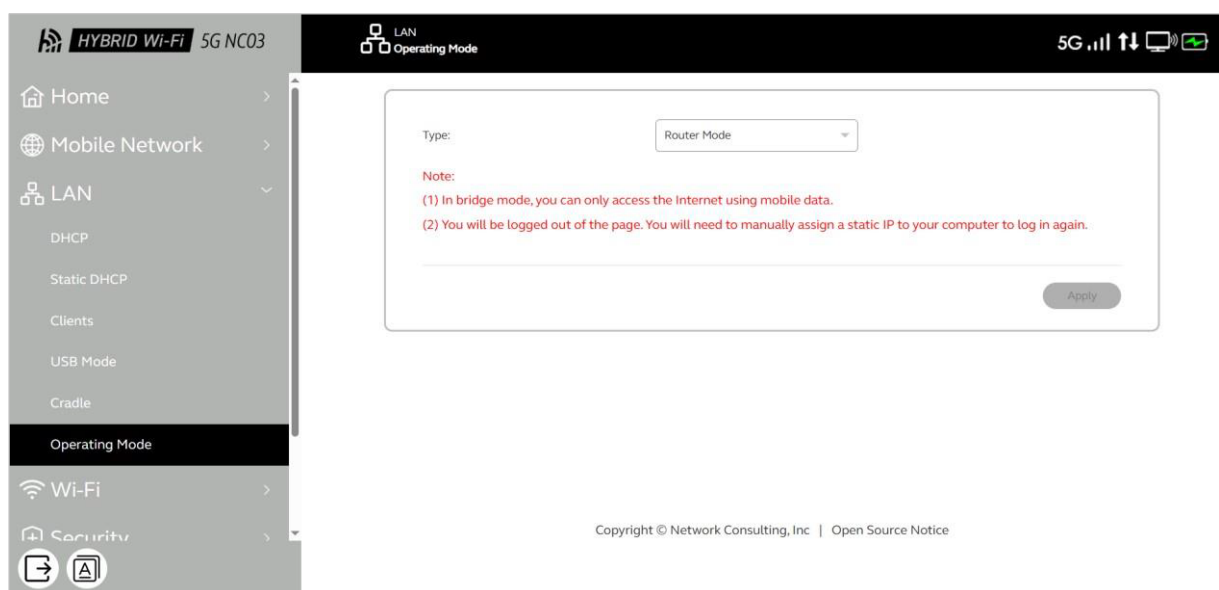 HYBRID Wi-Fi 5G NC03
LAN
Operating Mode
5G
Home
Mobile Network
LAN
DHCP
Static DHCP
Clients
USB Mode
Cradle
Operating Mode
Wi-Fi
Security
A
Type:
Router Mode
Note:
(1) In bridge mode, you can only access the Internet using mobile data.
(2) You will be logged out of the page. You will need to manually assign a static IP to your computer to log in again.
Apply
Copyright © Network Consulting, Inc | Open Source Notice